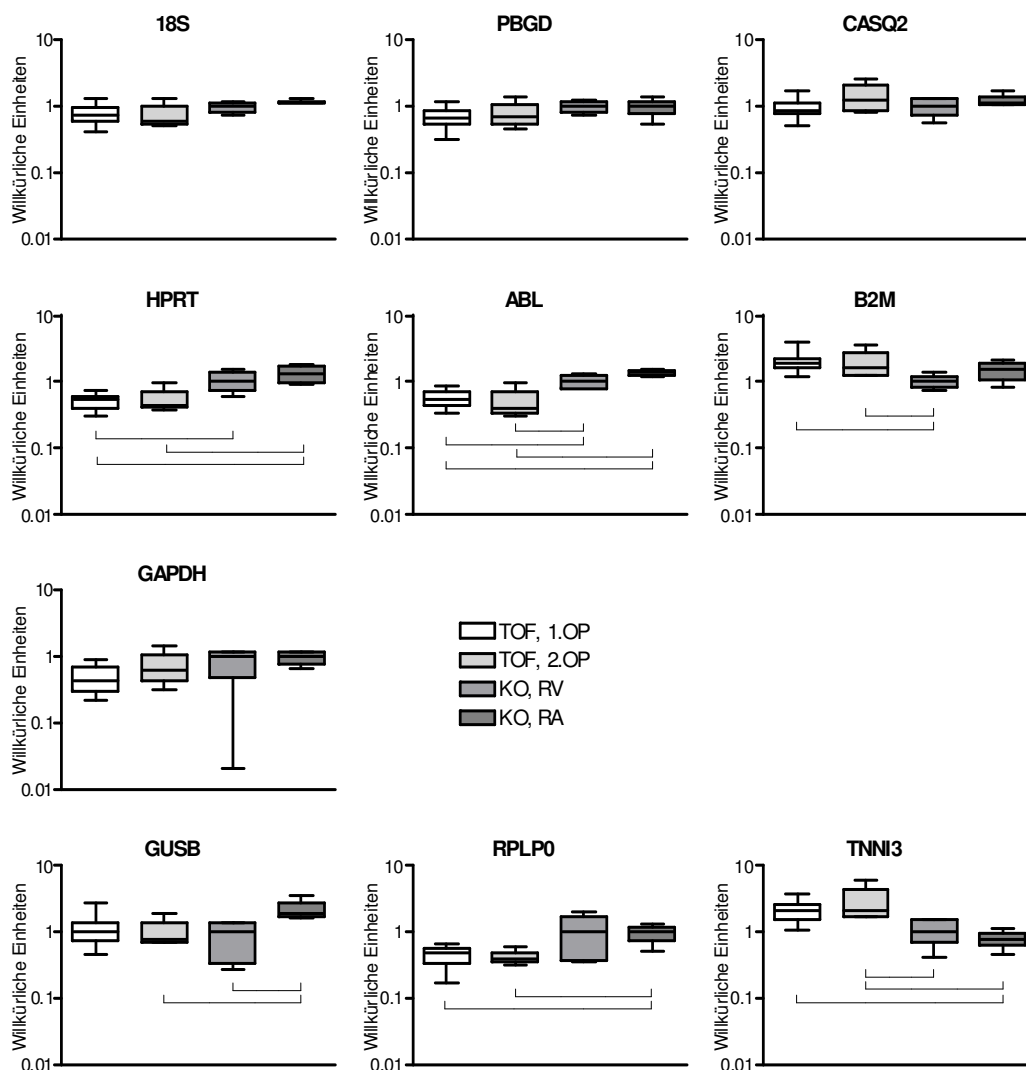 18S
Willkürliche Einheiten
10
1
0.1
0.01
PBGD
Willkürliche Einheiten
10
1
0.1
0.01
CASQ2
Willkürliche Einheiten
10
1
0.1
0.01
HPRT
Willkürliche Einheiten
10
1
0.1
0.01
ABL
Willkürliche Einheiten
10
1
0.1
0.01
B2M
Willkürliche Einheiten
10
1
0.1
0.01
GAPDH
Willkürliche Einheiten
10
1
0.1
0.01
TOF, 1.OP
TOF, 2.OP
KO, RV
KO, RA
GUSB
Willkürliche Einheiten
10
1
0.1
0.01
RPLP0
Willkürliche Einheiten
10
1
0.1
0.01
TNNI3
Willkürliche Einheiten
10
1
0.1
0.01